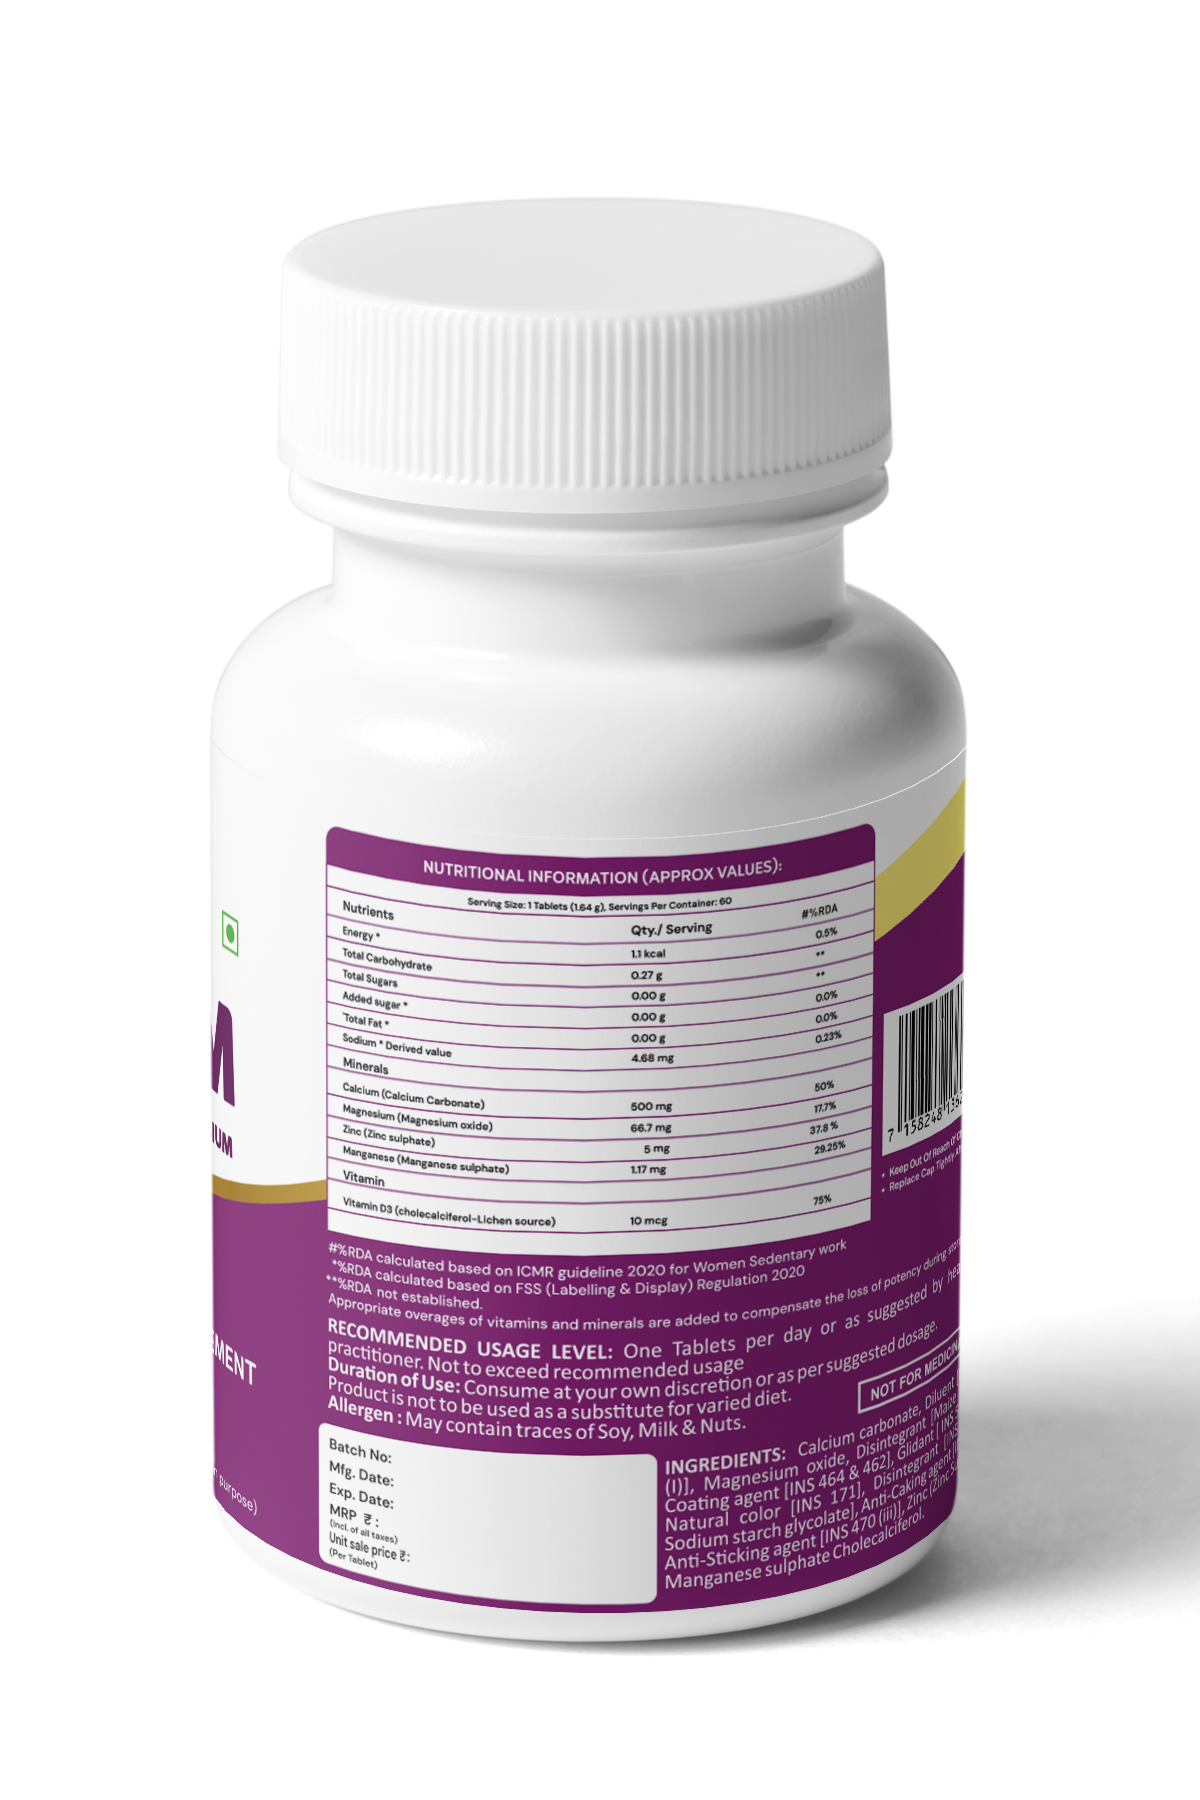 NUTRITIONAL INFORMATION (APPROX VALUES):
Serving Size: 1 Tablets (1.64 g), Servings Per Container: 60
Nutrients Qty./ Serving #%RDA
Energy * 1.1 kcal 0.5%
Total Carbohydrate 0.27 g **
Total Sugars 0.00 g **
Added sugar * 0.00 g 0.0%
Total Fat * 0.00 g 0.0%
Sodium * Derived value 4.68 mg 0.23%
Minerals
Calcium (Calcium Carbonate) 500 mg 50%
Magnesium (Magnesium oxide) 66.7 mg 17.7%
Zinc (Zinc sulphate) 5 mg 37.8 %
Manganese (Manganese sulphate) 1.17 mg 29.25%
Vitamin
Vitamin D3 (cholecalciferol-Lichen source) 10 mcg 75%
#%RDA calculated based on ICMR guideline 2020 for Women Sedentary work
*%RDA calculated based on FSS (Labelling & Display) Regulation 2020
**%RDA not established.
Appropriate overages of vitamins and minerals are added to compensate the loss of potency during
RECOMMENDED USAGE LEVEL: One Tablets per day or as suggested by
practitioner. Not to exceed recommended usage
Duration of Use: Consume at your own discretion or as per suggested dosage.
Product is not to be used as a substitute for varied diet.
Allergen : May contain traces of Soy, Milk & Nuts.
NOT FOR
Batch No:
Mfg. Date:
Exp. Date:
MRP ₹ :
(Incl. of all taxes)
Unit sale price ₹:
(Per Tablet)
INGREDIENTS: Calcium carbonate, Diluent
(I)], Magnesium oxide, Disintegrant [Maize
Coating agent [INS 464 & 462], Glidant [INS
Natural color [INS 171], Disintegrant [INS
Sodium starch glycolate], Anti-Caking agent
Anti-Sticking agent [INS 470 (iii)], Zinc [Zinc
Manganese sulphate Cholecalciferol.
7 158248
* Keep Out Of Reach Of
* Replace Cap Tightly
M
IUM
EMENT
purpose)